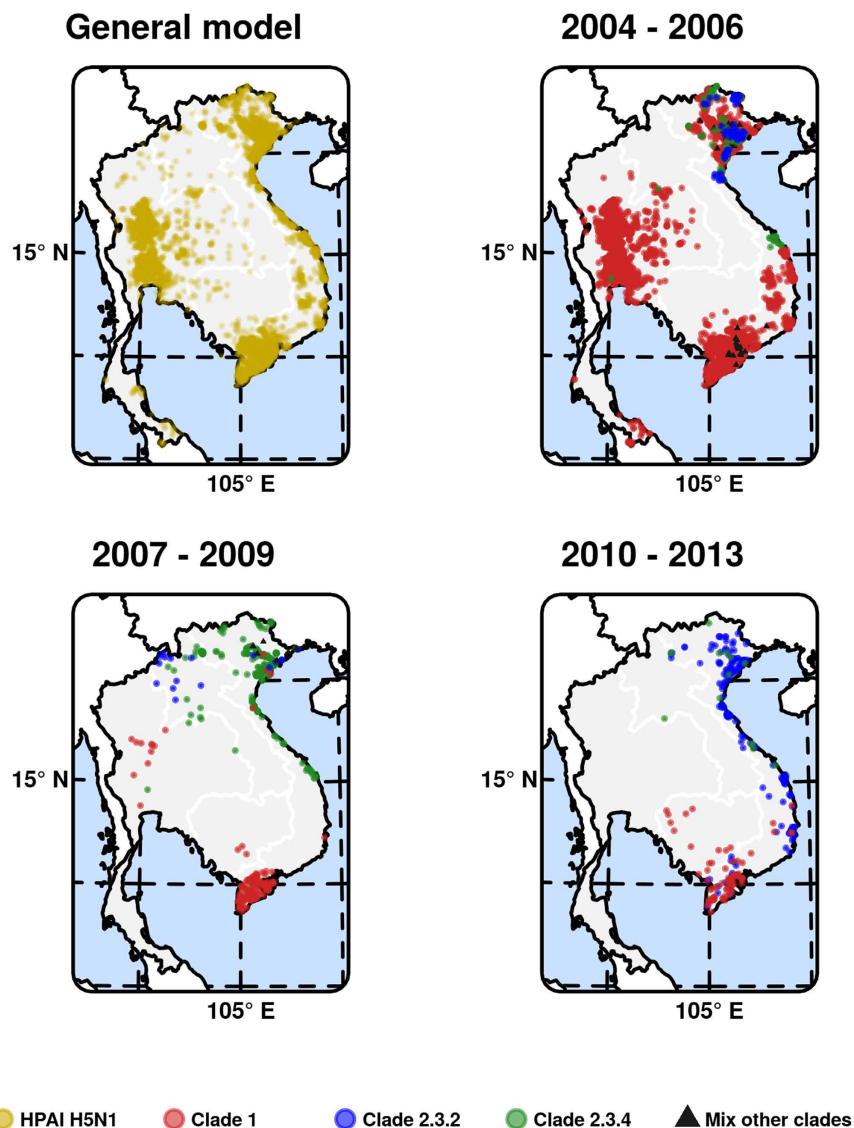 General model
2004 - 2006
15° N
15° N
105° E
105° E
2007 - 2009
2010 - 2013
15° N
15° N
105° E
105° E
HPAI H5N1
Clade 1
Clade 2.3.2
Clade 2.3.4
Mix other clades